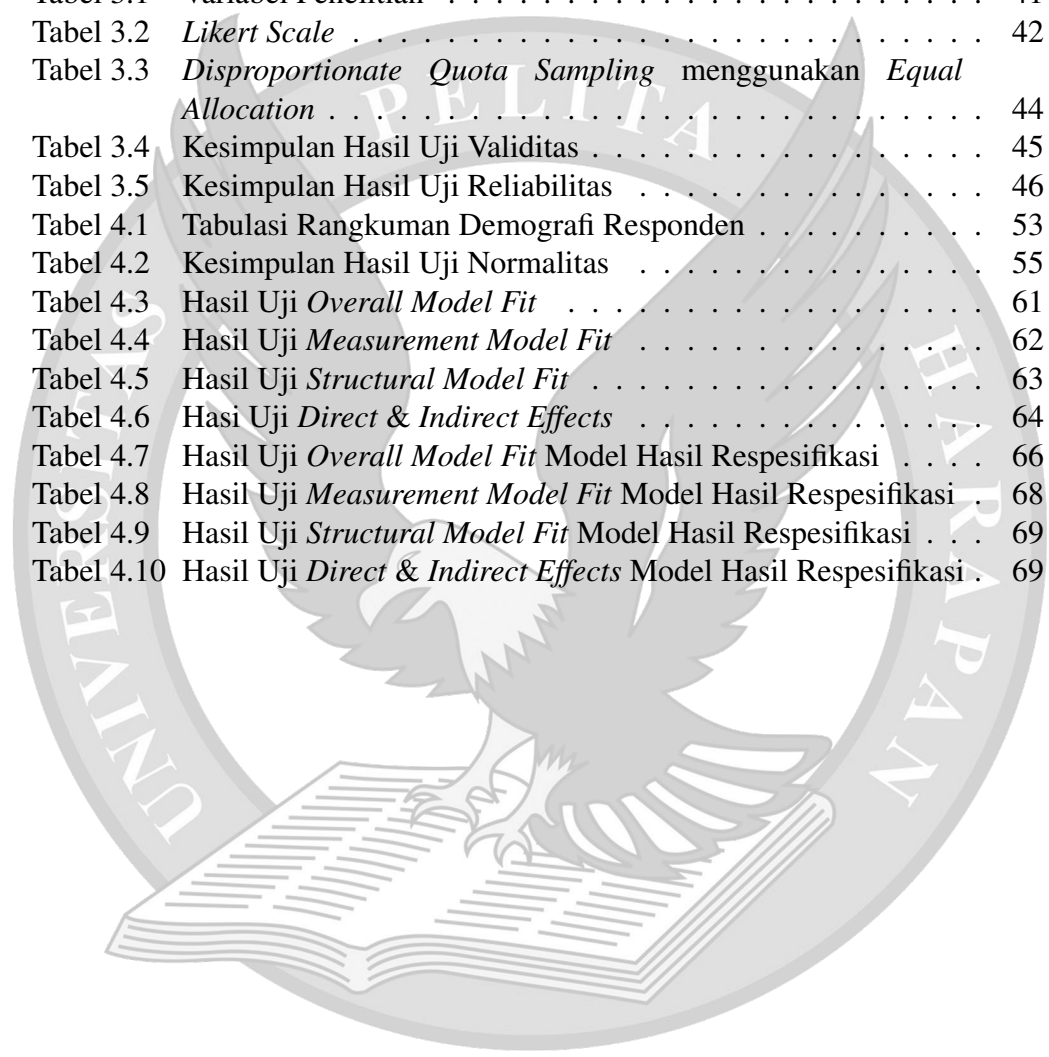 Tabel 3.1 Variabel Penelitian . . . . . . . . . . . . . . . . . . . . . . . . 41
Tabel 3.2 Likert Scale . . . . . . . . . . . . . . . . . . . . . . . . . . . 42
Tabel 3.3 Disproportionate Quota Sampling menggunakan Equal
Allocation . . . . . . . . . . . . . . . . . . . . . . . . . . . . 44
Tabel 3.4 Kesimpulan Hasil Uji Validitas . . . . . . . . . . . . . . . . . 45
Tabel 3.5 Kesimpulan Hasil Uji Reliabilitas . . . . . . . . . . . . . . . 46
Tabel 4.1 Tabulasi Rangkuman Demografi Responden . . . . . . . . . . 53
Tabel 4.2 Kesimpulan Hasil Uji Normalitas . . . . . . . . . . . . . . . 55
Tabel 4.3 Hasil Uji Overall Model Fit . . . . . . . . . . . . . . . . . . 61
Tabel 4.4 Hasil Uji Measurement Model Fit . . . . . . . . . . . . . . . 62
Tabel 4.5 Hasil Uji Structural Model Fit . . . . . . . . . . . . . . . . . 63
Tabel 4.6 Hasi Uji Direct & Indirect Effects . . . . . . . . . . . . . . . 64
Tabel 4.7 Hasil Uji Overall Model Fit Model Hasil Respesifikasi . . . . 66
Tabel 4.8 Hasil Uji Measurement Model Fit Model Hasil Respesifikasi . 68
Tabel 4.9 Hasil Uji Structural Model Fit Model Hasil Respesifikasi . . . 69
Tabel 4.10 Hasil Uji Direct & Indirect Effects Model Hasil Respesifikasi . 69
UNIVERSITAS PELITA HARAPAN